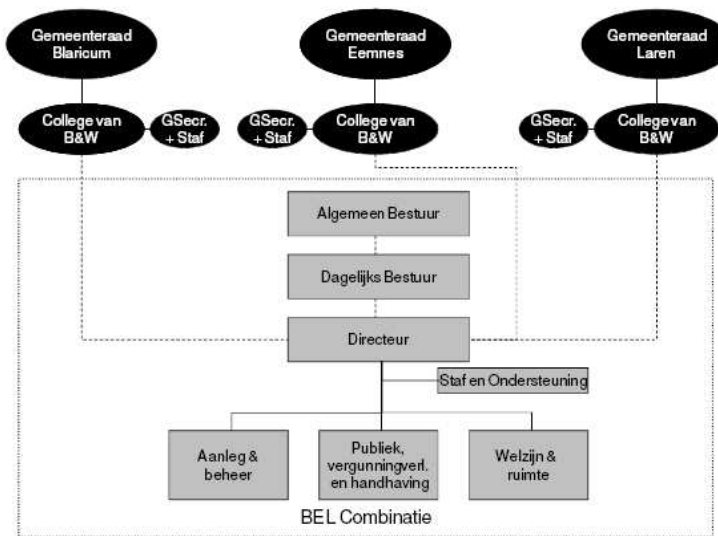 Gemeenteraad
Blaricum
Gemeenteraad
Eemnes
Gemeenteraad
Laren
College van
B&W
GSecr.
+ Staf
GSecr.
+ Staf
College van
B&W
GSecr.
+ Staf
College van
B&W
Algemeen Bestuur
Dagelijks Bestuur
Directeur
Staf en Ondersteuning
Aanleg &
beheer
Publiek,
vergunningverl.
en handhaving
Welzijn &
ruimte
BEL Combinatie